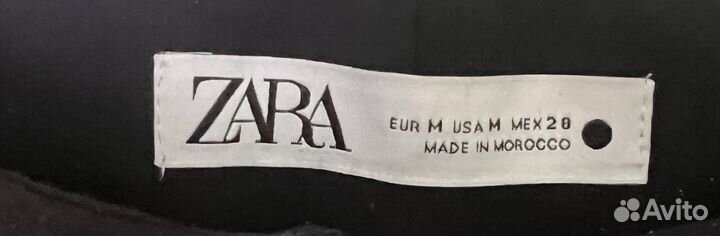 ZARA
EUR M USA M MEX 28
MADE IN MOROCCO
Avito